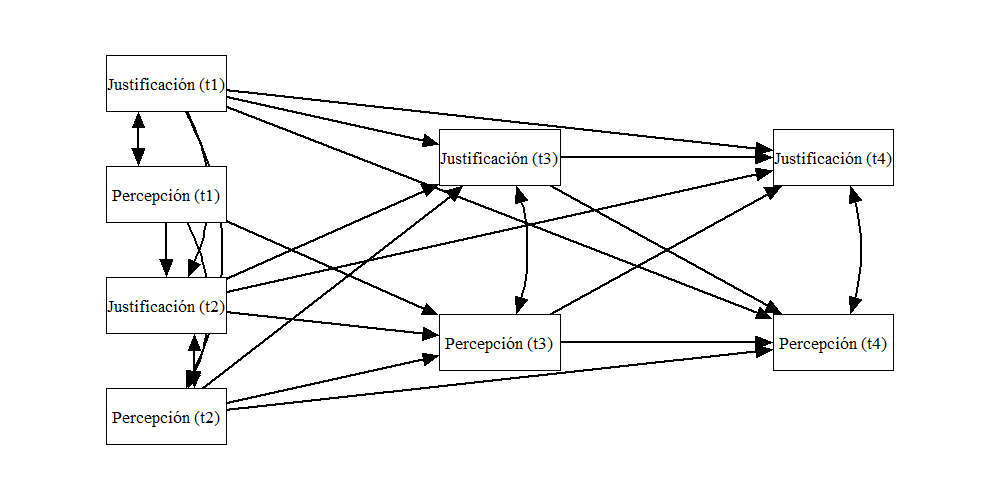 Justificación (t1)
Percepción (t1)
Justificación (t2)
Percepción (t2)
Justificación (t3)
Percepción (t3)
Justificación (t4)
Percepción (t4)